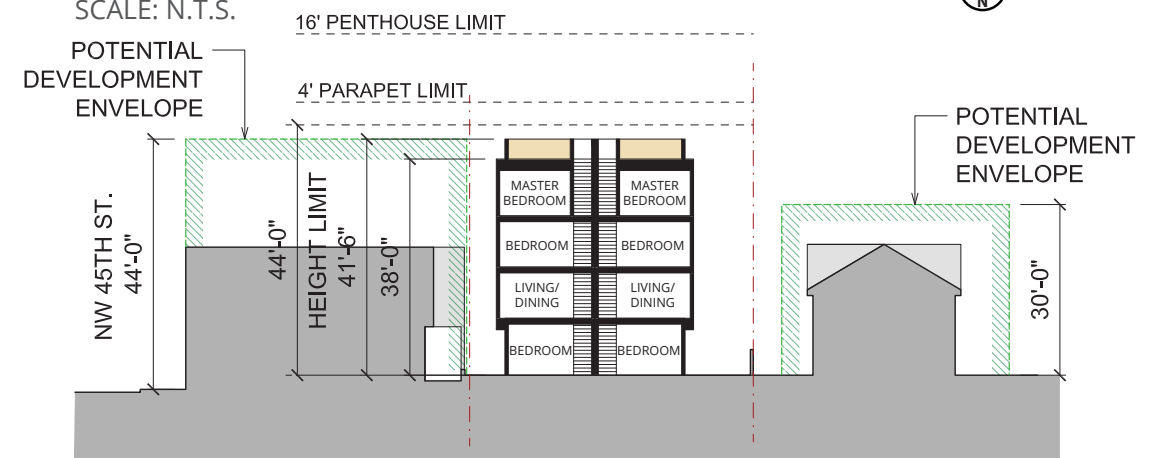 SCALE: N.T.S.
N
16' PENTHOUSE LIMIT
4' PARAPET LIMIT
POTENTIAL
DEVELOPMENT
ENVELOPE
POTENTIAL
DEVELOPMENT
ENVELOPE
NW 45TH ST.
44'-0"
44'-0"
HEIGHT LIMIT
41'-6"
38'-0"
MASTER
BEDROOM
MASTER
BEDROOM
BEDROOM
BEDROOM
LIVING/
DINING
LIVING/
DINING
BEDROOM
BEDROOM
30'-0"